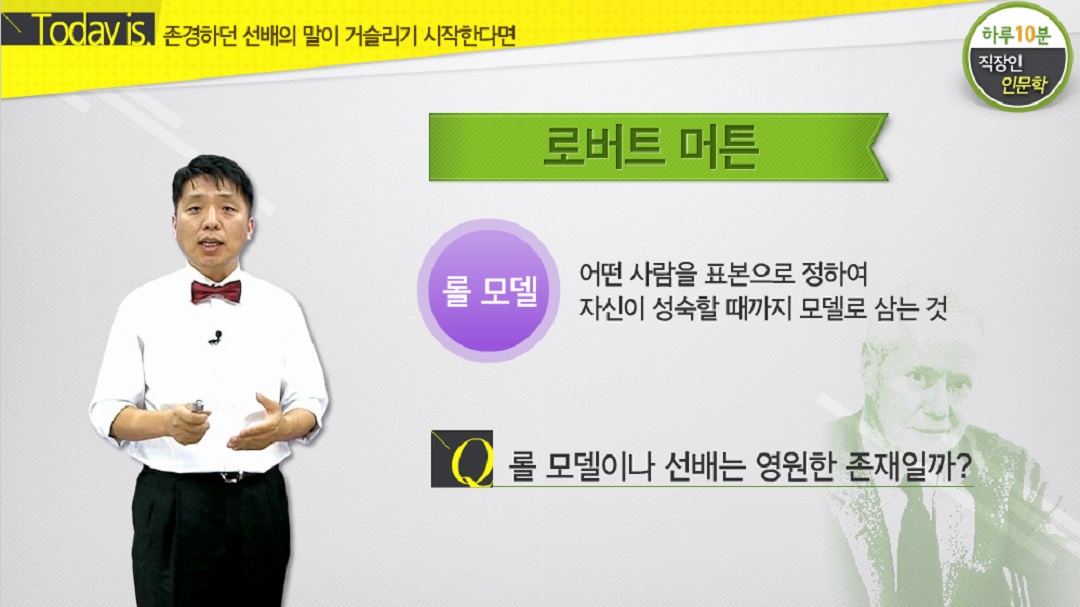 Today is. 존경하던 선배의 말이 거슬리기 시작한다면
하루10분
직장인
인문학
로버트 머튼
롤 모델
어떤 사람을 표본으로 정하여
자신이 성숙할 때까지 모델로 삼는 것
Q 롤 모델이나 선배는 영원한 존재일까?